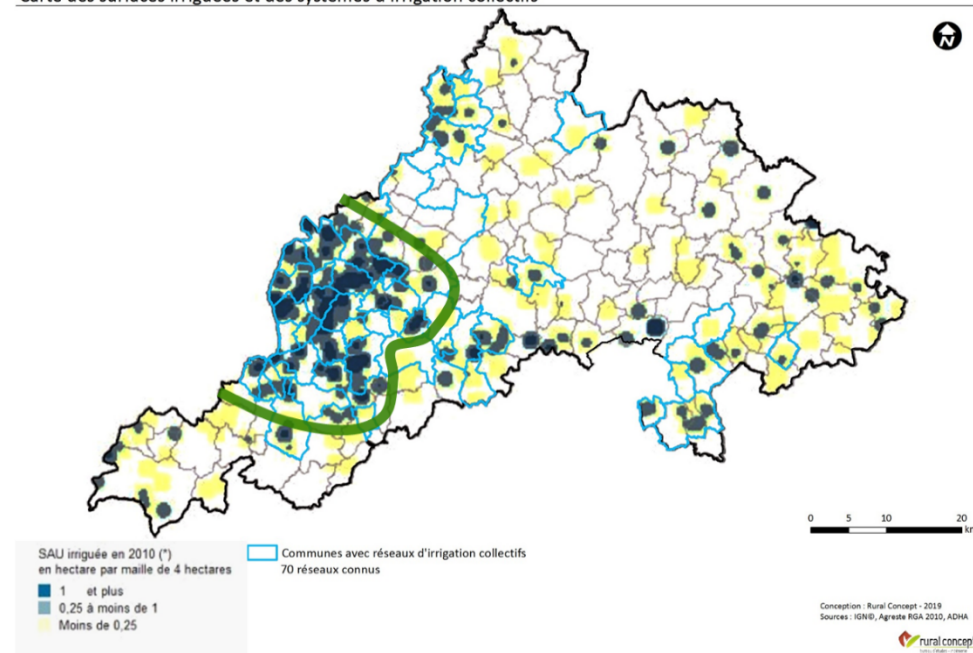 Carte des surfaces irriguées et des systèmes d'irrigation collectifs
N
0 5 10 20
km
SAU irriguée en 2010 (*)
en hectare par maille de 4 hectares
1 et plus
0,25 à moins de 1
Moins de 0,25
Communes avec réseaux d'irrigation collectifs
70 réseaux connus
Conception : Rural Concept - 2019
Sources : IGN©, Agreste RGA 2010, ADHA
rural concept